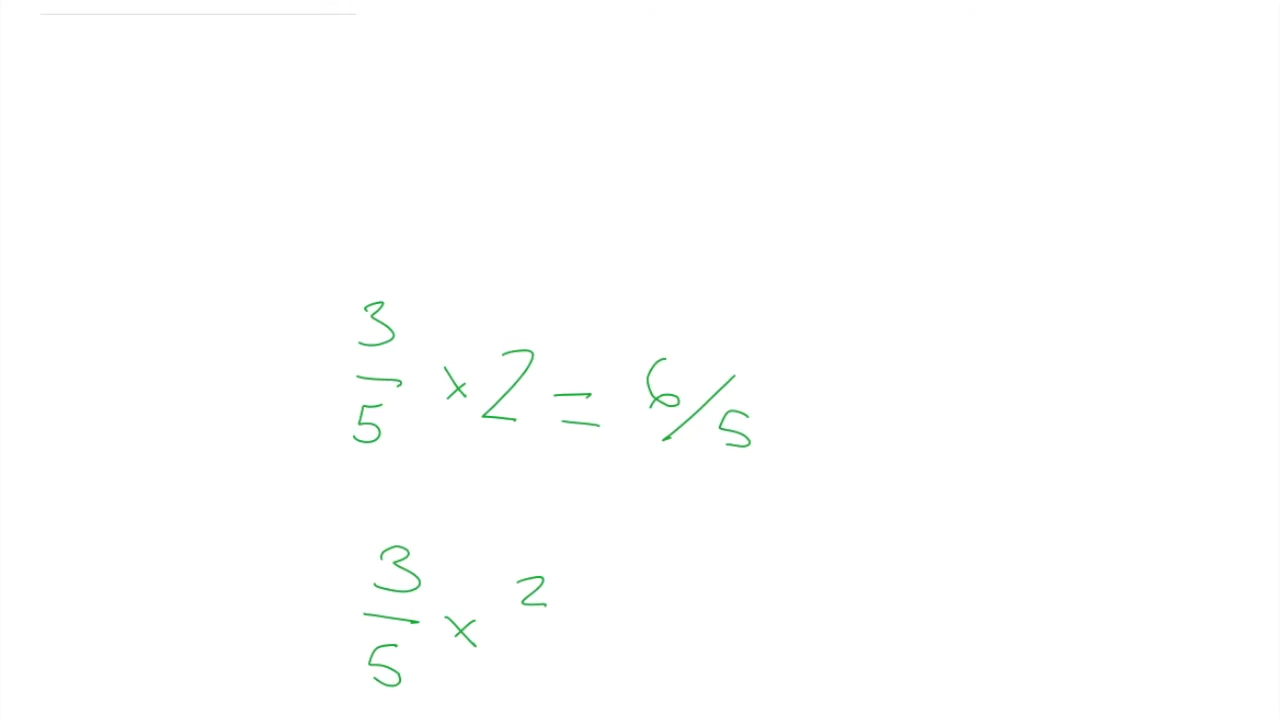 3/5 × 2 = 6/5
3/5 × 2